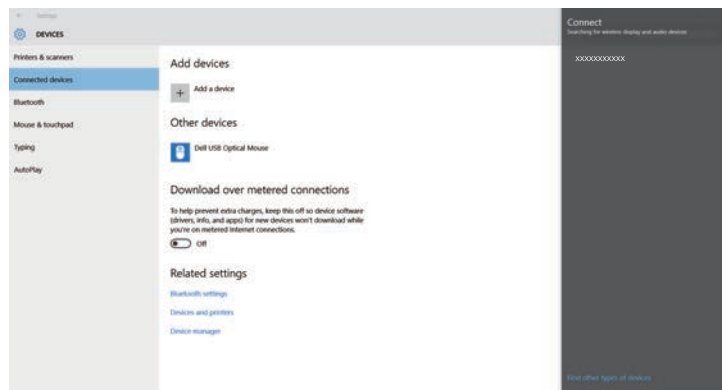 Settings
DEVICES
Printers & scanners
Connected devices
Bluetooth
Mouse & touchpad
Typing
AutoPlay
Add devices
+ Add a device
Other devices
Dell USB Optical Mouse
Download over metered connections
To help prevent extra charges, keep this off so device software
(drivers, info, and apps) for new devices won't download while
you're on metered Internet connections.
Off
Related settings
Bluetooth settings
Devices and printers
Device manager
Connect
Searching for wireless display and audio devices
XXXXXXXXXXX
Find other types of devices